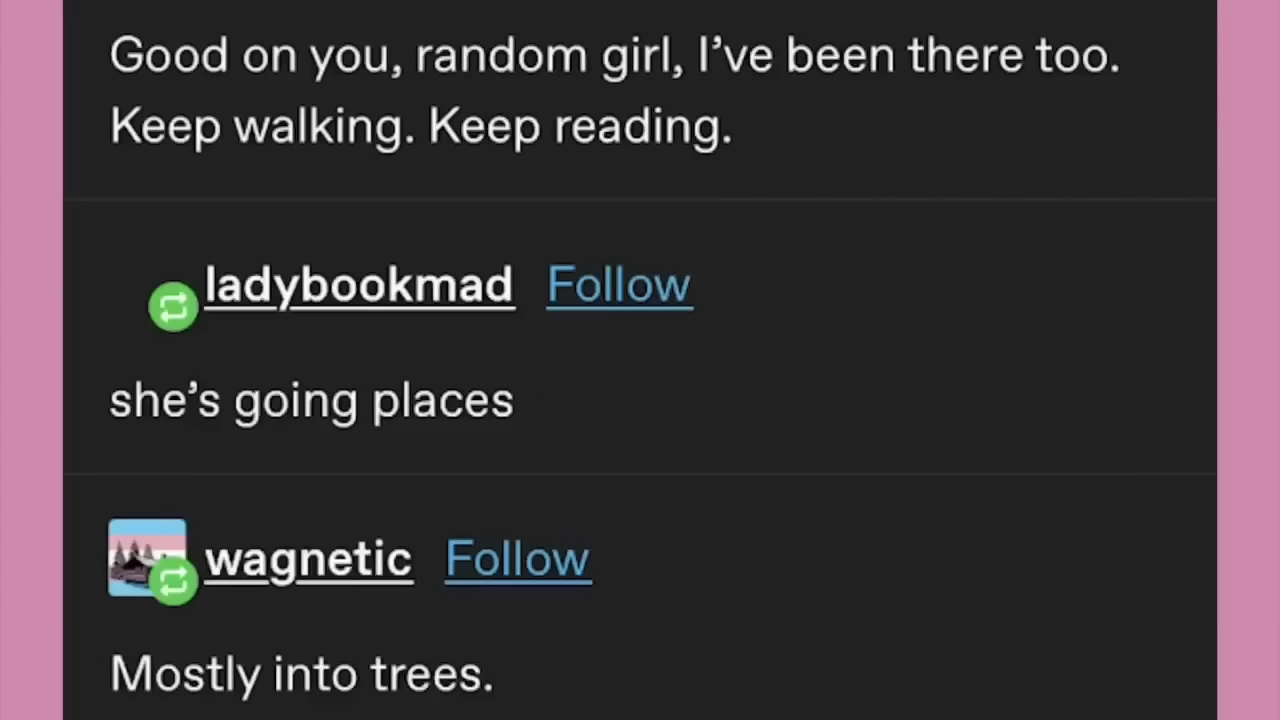 Good on you, random girl, I’ve been there too.
Keep walking. Keep reading.
ladybookmad Follow
she’s going places
wagnetic Follow
Mostly into trees.